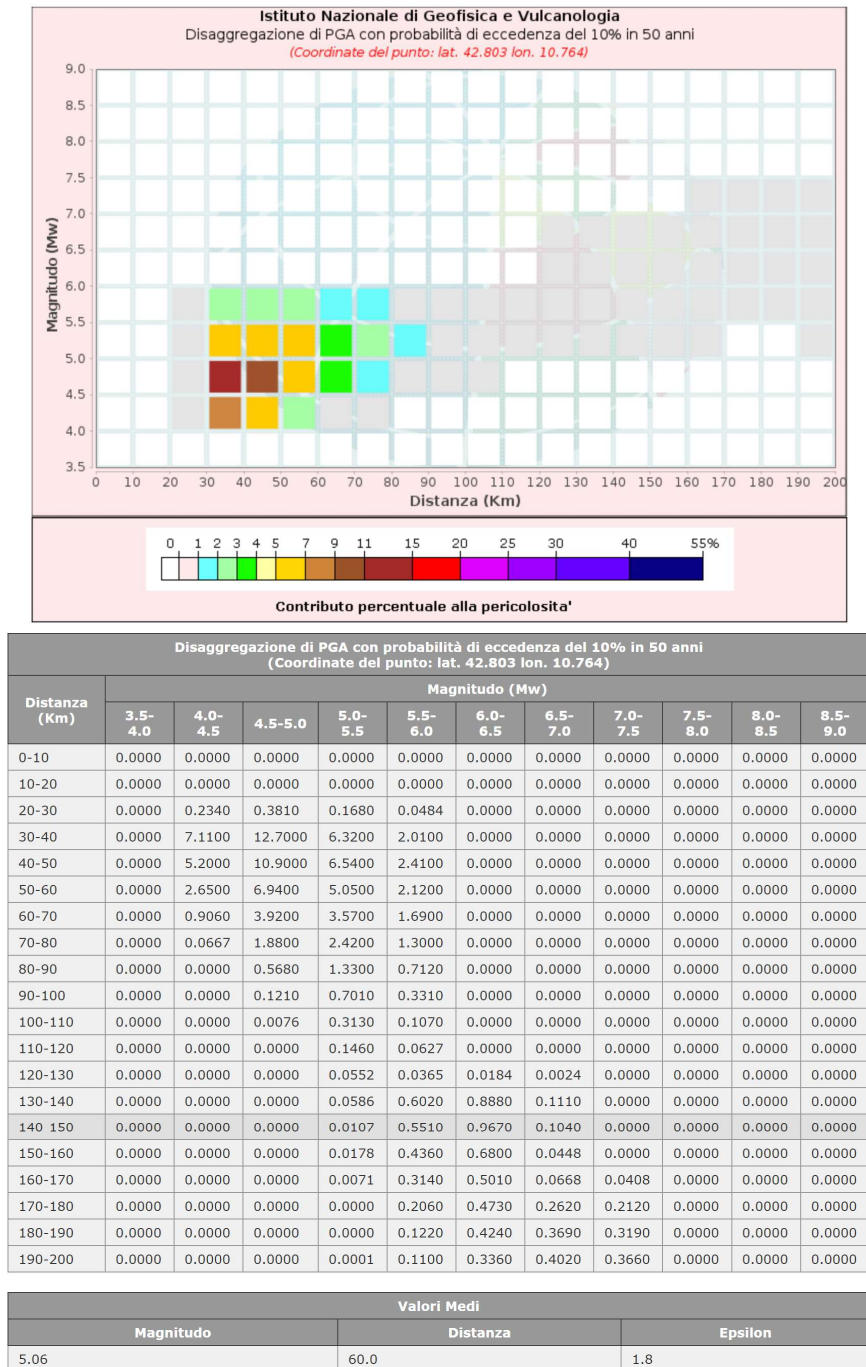 Istituto Nazionale di Geofisica e Vulcanologia
Disaggregazione di PGA con probabilità di eccedenza del 10% in 50 anni
(Coordinate del punto: lat. 42.803 lon. 10.764)
9.0
8.5
8.0
7.5
7.0
6.5
6.0
5.5
5.0
4.5
4.0
3.5
Magnitudo (Mw)
0 10 20 30 40 50 60 70 80 90 100 110 120 130 140 150 160 170 180 190 200
Distanza (Km)
0 1 2 3 4 5 7 9 11 15 20 25 30 40 55%
Contributo percentuale alla pericolosita'
Disaggregazione di PGA con probabilità di eccedenza del 10% in 50 anni
(Coordinate del punto: lat. 42.803 lon. 10.764)
Distanza (Km)
Magnitudo (Mw)
3.5-4.0 4.0-4.5 4.5-5.0 5.0-5.5 5.5-6.0 6.0-6.5 6.5-7.0 7.0-7.5 7.5-8.0 8.0-8.5 8.5-9.0
0-10 0.0000 0.0000 0.0000 0.0000 0.0000 0.0000 0.0000 0.0000 0.0000 0.0000 0.0000
10-20 0.0000 0.0000 0.0000 0.0000 0.0000 0.0000 0.0000 0.0000 0.0000 0.0000 0.0000
20-30 0.0000 0.2340 0.3810 0.1680 0.0484 0.0000 0.0000 0.0000 0.0000 0.0000 0.0000
30-40 0.0000 7.1100 12.7000 6.3200 2.0100 0.0000 0.0000 0.0000 0.0000 0.0000 0.0000
40-50 0.0000 5.2000 10.9000 6.5400 2.4100 0.0000 0.0000 0.0000 0.0000 0.0000 0.0000
50-60 0.0000 2.6500 6.9400 5.0500 2.1200 0.0000 0.0000 0.0000 0.0000 0.0000 0.0000
60-70 0.0000 0.9060 3.9200 3.5700 1.6900 0.0000 0.0000 0.0000 0.0000 0.0000 0.0000
70-80 0.0000 0.0667 1.8800 2.4200 1.3000 0.0000 0.0000 0.0000 0.0000 0.0000 0.0000
80-90 0.0000 0.0000 0.5680 1.3300 0.7120 0.0000 0.0000 0.0000 0.0000 0.0000 0.0000
90-100 0.0000 0.0000 0.1210 0.7010 0.3310 0.0000 0.0000 0.0000 0.0000 0.0000 0.0000
100-110 0.0000 0.0000 0.0076 0.3130 0.1070 0.0000 0.0000 0.0000 0.0000 0.0000 0.0000
110-120 0.0000 0.0000 0.0000 0.1460 0.0627 0.0000 0.0000 0.0000 0.0000 0.0000 0.0000
120-130 0.0000 0.0000 0.0000 0.0552 0.0365 0.0184 0.0024 0.0000 0.0000 0.0000 0.0000
130-140 0.0000 0.0000 0.0000 0.0586 0.6020 0.8880 0.1110 0.0000 0.0000 0.0000 0.0000
140 150 0.0000 0.0000 0.0000 0.0107 0.5510 0.9670 0.1040 0.0000 0.0000 0.0000 0.0000
150-160 0.0000 0.0000 0.0000 0.0178 0.4360 0.6800 0.0448 0.0000 0.0000 0.0000 0.0000
160-170 0.0000 0.0000 0.0000 0.0071 0.3140 0.5010 0.0668 0.0408 0.0000 0.0000 0.0000
170-180 0.0000 0.0000 0.0000 0.0000 0.2060 0.4730 0.2620 0.2120 0.0000 0.0000 0.0000
180-190 0.0000 0.0000 0.0000 0.0000 0.1220 0.4240 0.3690 0.3190 0.0000 0.0000 0.0000
190-200 0.0000 0.0000 0.0000 0.0001 0.1100 0.3360 0.4020 0.3660 0.0000 0.0000 0.0000
Valori Medi
Magnitudo Distanza Epsilon
5.06 60.0 1.8